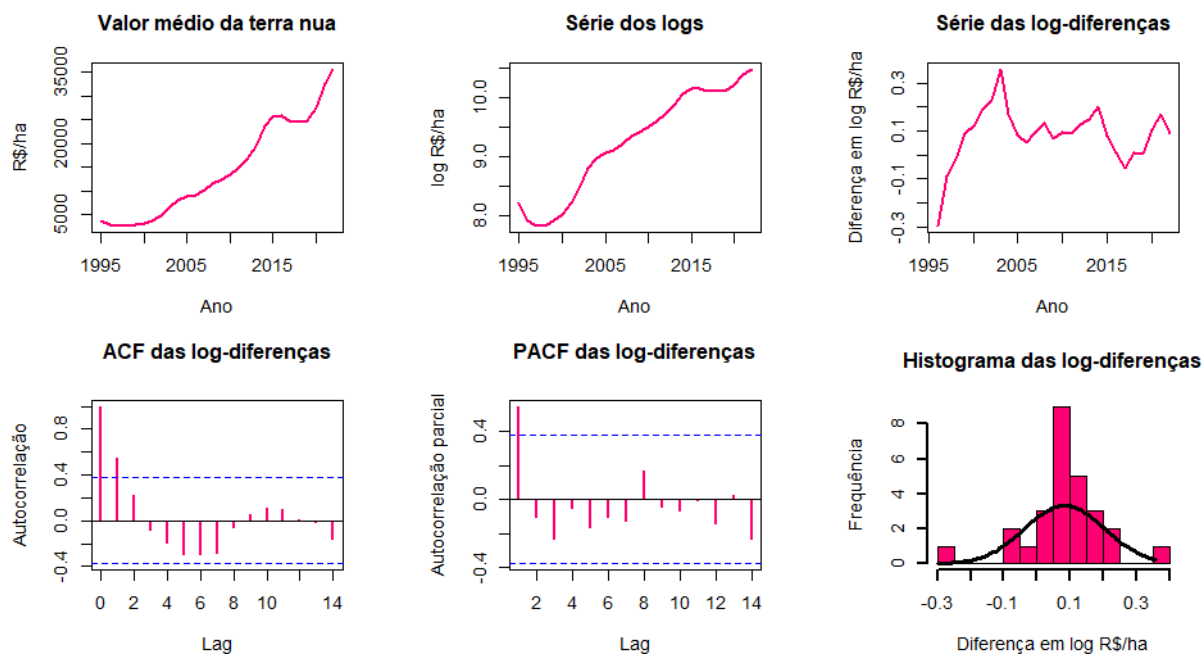 Valor médio da terra nua
R$/ha
5000 20000 35000
1995 2005 2015
Ano
Série dos logs
log R$/ha
8.0 9.0 10.0
1995 2005 2015
Ano
Série das log-diferenças
Diferença em log R$/ha
-0.3 -0.1 0.1 0.3
1995 2005 2015
Ano
ACF das log-diferenças
Autocorrelação
-0.4 0.0 0.4 0.8
0 2 4 6 8 10 14
Lag
PACF das log-diferenças
Autocorrelação parcial
-0.4 0.0 0.4
2 4 6 8 10 12 14
Lag
Histograma das log-diferenças
Frequência
0 2 4 6 8
-0.3 -0.1 0.1 0.3
Diferença em log R$/ha